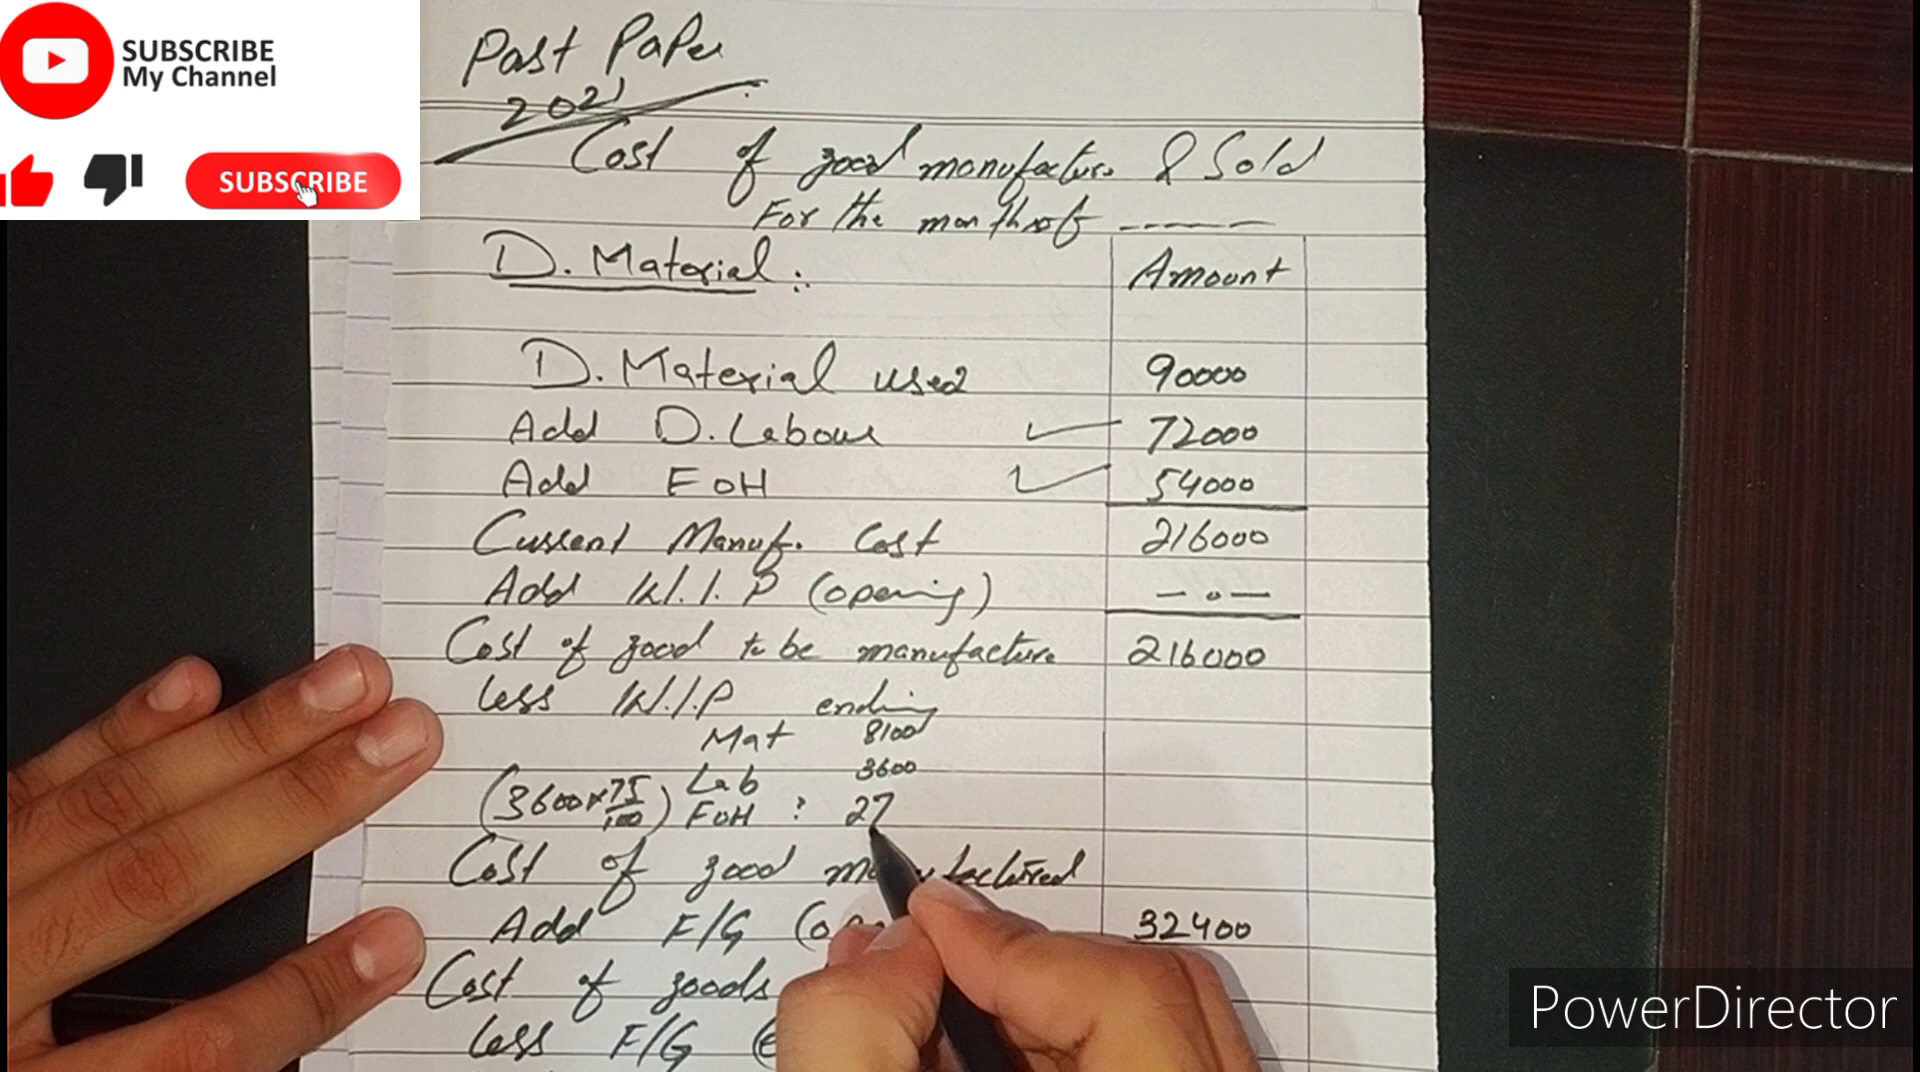 SUBSCRIBE
My Channel
SUBSCRIBE
Past Paper
2021
Cost of good manufacture & Sold
For the month of -----
D. Material :
Amount
D. Material used 90000
Add D. Labour 72000
Add FOH 54000
Current Manuf. Cost 216000
Add W.I.P (opening) — o —
Cost of good to be manufacture 216000
Less W.I.P ending
Mat 8100
Lab 3600
(3600 x 75/100) FOH : 27
Cost of good manufactured
Add F/G 32400
Cost of goods
Less F/G
PowerDirector